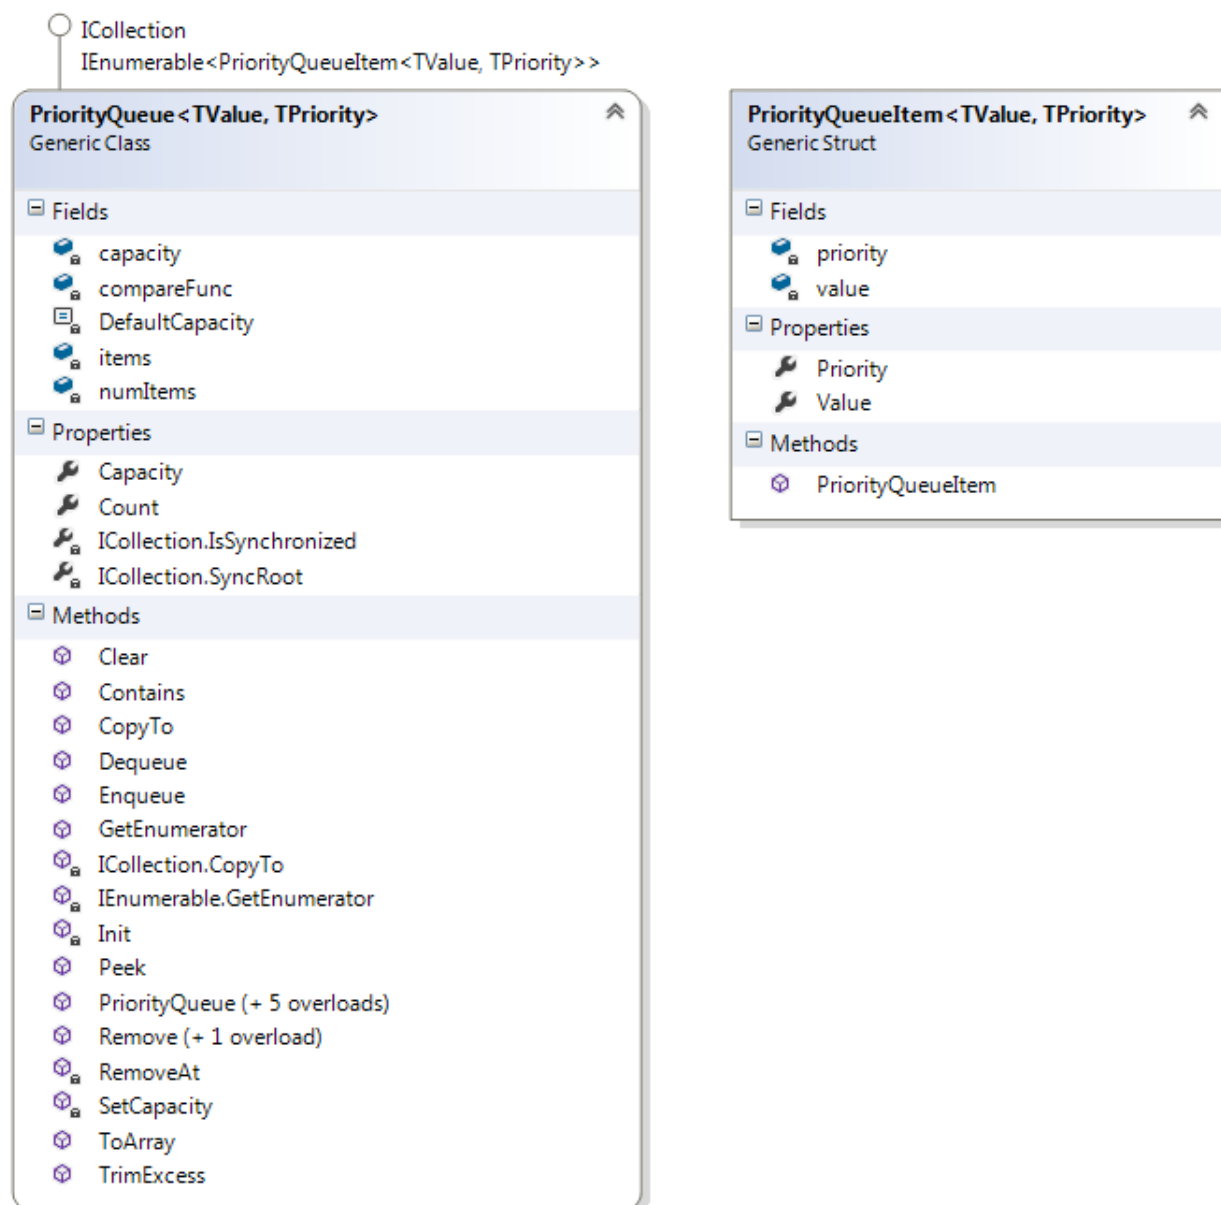 ICollection
IEnumerable<PriorityQueueItem<TValue, TPriority>>
PriorityQueue<TValue, TPriority>
Generic Class
Fields
capacity
compareFunc
DefaultCapacity
items
numItems
Properties
Capacity
Count
ICollection.IsSynchronized
ICollection.SyncRoot
Methods
Clear
Contains
CopyTo
Dequeue
Enqueue
GetEnumerator
ICollection.CopyTo
IEnumerable.GetEnumerator
Init
Peek
PriorityQueue (+ 5 overloads)
Remove (+ 1 overload)
RemoveAt
SetCapacity
ToArray
TrimExcess
PriorityQueueItem<TValue, TPriority>
Generic Struct
Fields
priority
value
Properties
Priority
Value
Methods
PriorityQueueItem